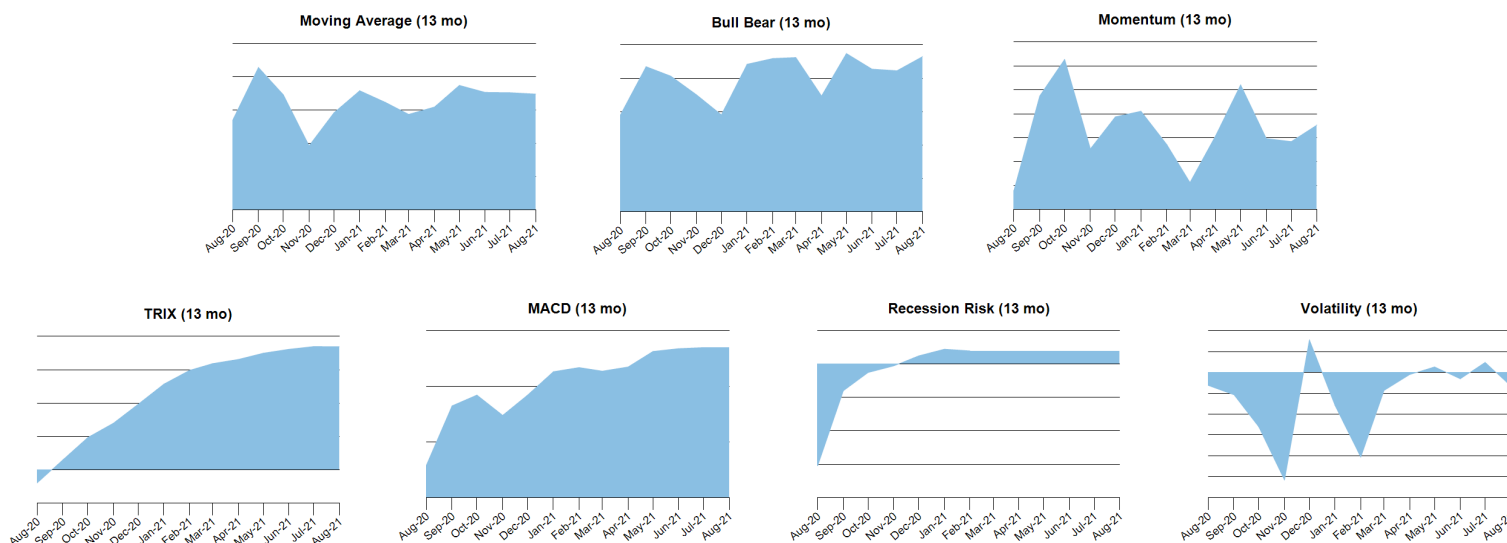 Moving Average (13 mo)
Aug-20 Sep-20 Oct-20 Nov-20 Dec-20 Jan-21 Feb-21 Mar-21 Apr-21 May-21 Jun-21 Jul-21 Aug-21
Bull Bear (13 mo)
Aug-20 Sep-20 Oct-20 Nov-20 Dec-20 Jan-21 Feb-21 Mar-21 Apr-21 May-21 Jun-21 Jul-21 Aug-21
Momentum (13 mo)
Aug-20 Sep-20 Oct-20 Nov-20 Dec-20 Jan-21 Feb-21 Mar-21 Apr-21 May-21 Jun-21 Jul-21 Aug-21
TRIX (13 mo)
Aug-20 Sep-20 Oct-20 Nov-20 Dec-20 Jan-21 Feb-21 Mar-21 Apr-21 May-21 Jun-21 Jul-21 Aug-21
MACD (13 mo)
Aug-20 Sep-20 Oct-20 Nov-20 Dec-20 Jan-21 Feb-21 Mar-21 Apr-21 May-21 Jun-21 Jul-21 Aug-21
Recession Risk (13 mo)
Aug-20 Sep-20 Oct-20 Nov-20 Dec-20 Jan-21 Feb-21 Mar-21 Apr-21 May-21 Jun-21 Jul-21 Aug-21
Volatility (13 mo)
Aug-20 Sep-20 Oct-20 Nov-20 Dec-20 Jan-21 Feb-21 Mar-21 Apr-21 May-21 Jun-21 Jul-21